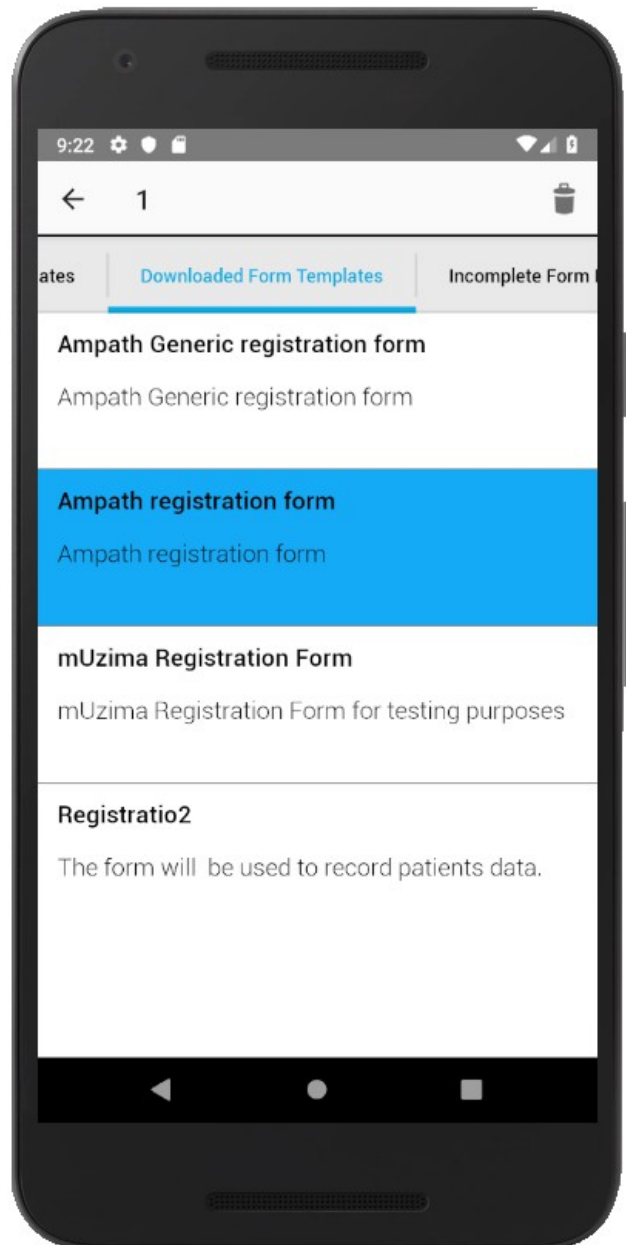 9:22
1
ates
Downloaded Form Templates
Incomplete Form
Ampath Generic registration form
Ampath Generic registration form
Ampath registration form
Ampath registration form
mUzima Registration Form
mUzima Registration Form for testing purposes
Registratio2
The form will be used to record patients data.